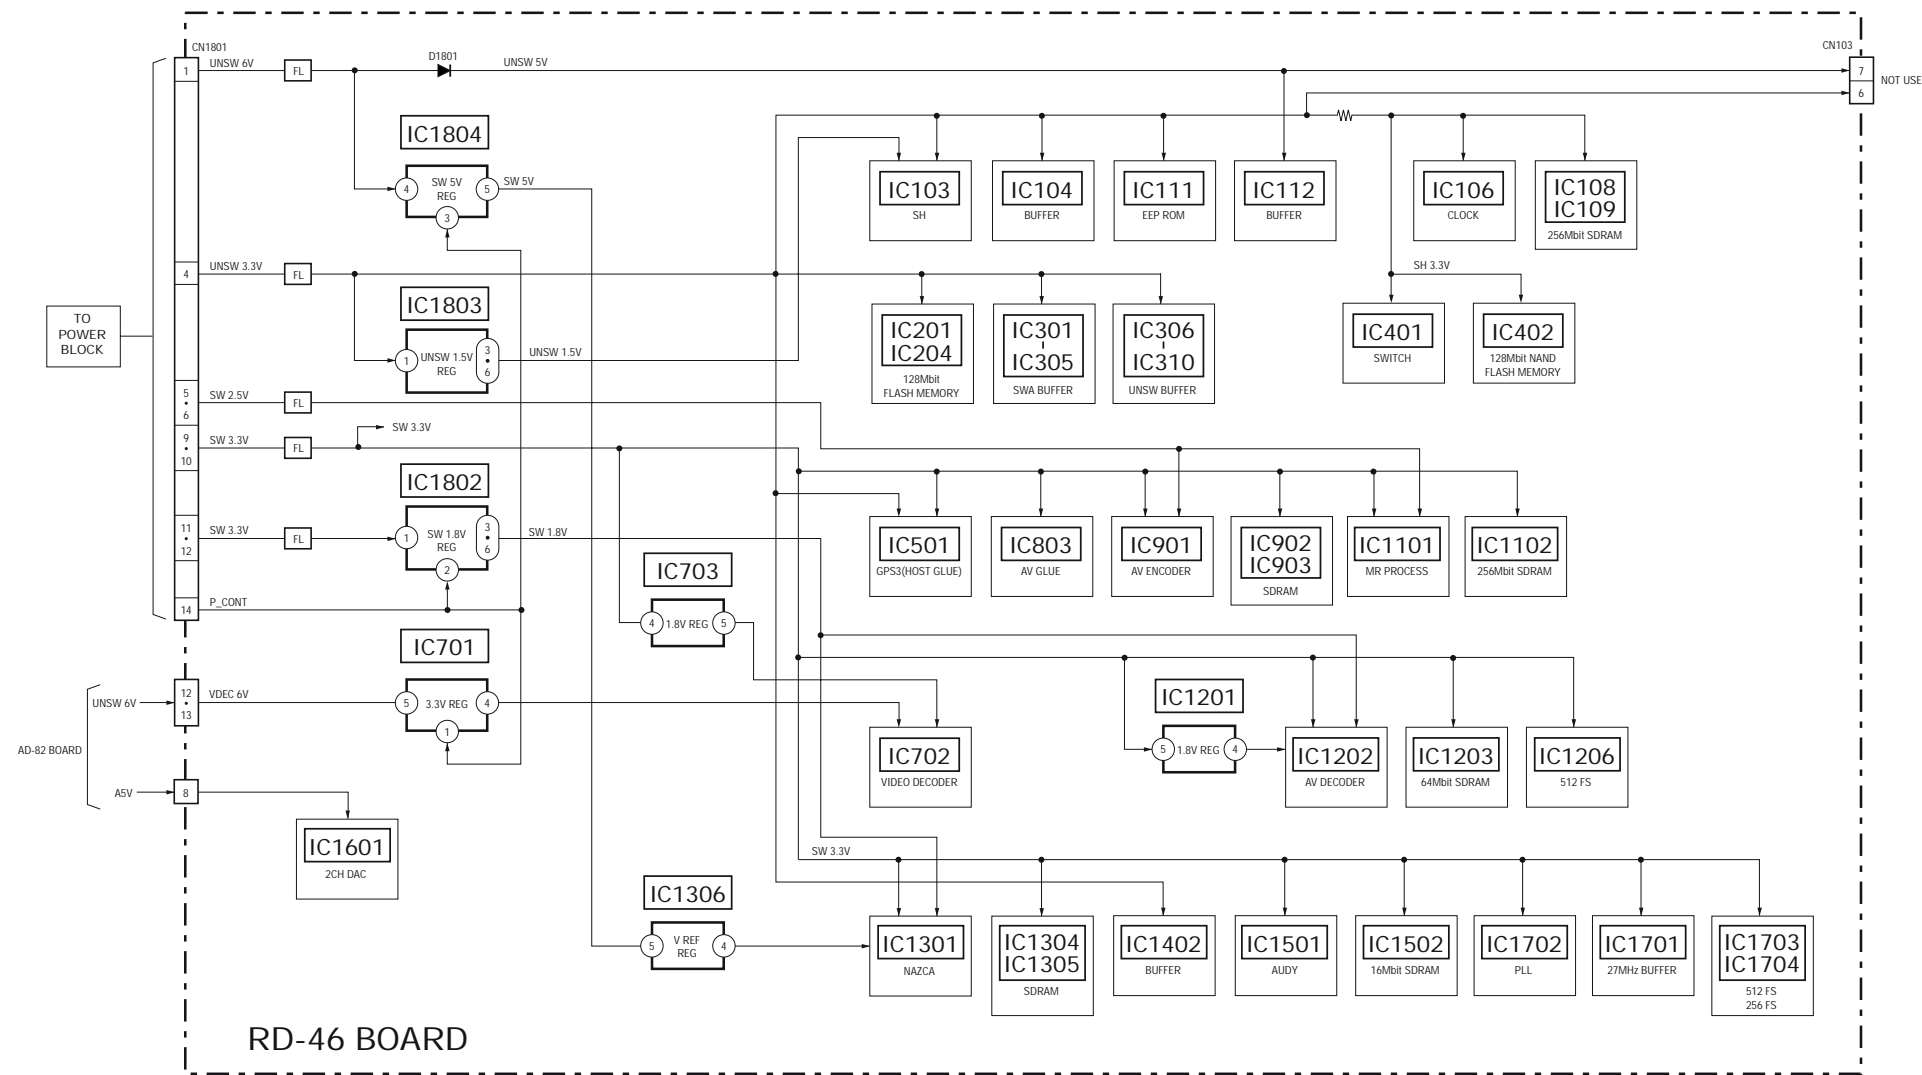 CN1801
CN103
1
UNSW 6V
FL
D1801
UNSW 5V
7
6
NOT USE
IC1804
4
SW 5V
REG
5
3
SW 5V
IC103
SH
IC104
BUFFER
IC111
EEP ROM
IC112
BUFFER
IC106
CLOCK
IC108
IC109
256Mbit SDRAM
4
UNSW 3.3V
FL
SH 3.3V
IC1803
1
UNSW 1.5V
REG
3
6
UNSW 1.5V
TO
POWER
BLOCK
IC201
IC204
128Mbit
FLASH MEMORY
IC301
IC305
SWA BUFFER
IC306
IC310
UNSW BUFFER
IC401
SWITCH
IC402
128Mbit NAND
FLASH MEMORY
5
6
SW 2.5V
FL
9
10
SW 3.3V
FL
SW 3.3V
IC1802
11
12
SW 3.3V
FL
1
SW 1.8V
REG
3
6
2
SW 1.8V
IC501
GPS3(HOST GLUE)
IC803
AV GLUE
IC901
AV ENCODER
IC902
IC903
SDRAM
IC1101
MR PROCESS
IC1102
256Mbit SDRAM
14
P_CONT
IC703
4
1.8V REG
5
IC701
5
3.3V REG
4
1
AD-82 BOARD
UNSW 6V
12
13
VDEC 6V
A5V
8
IC702
VIDEO DECODER
IC1201
5
1.8V REG
4
IC1202
AV DECODER
IC1203
64Mbit SDRAM
IC1206
512 FS
IC1601
2CH DAC
SW 3.3V
IC1306
5
V REF
REG
4
IC1301
NAZCA
IC1304
IC1305
SDRAM
IC1402
BUFFER
IC1501
AUDY
IC1502
16Mbit SDRAM
IC1702
PLL
IC1701
27MHz BUFFER
IC1703
IC1704
512 FS
256 FS
RD-46 BOARD